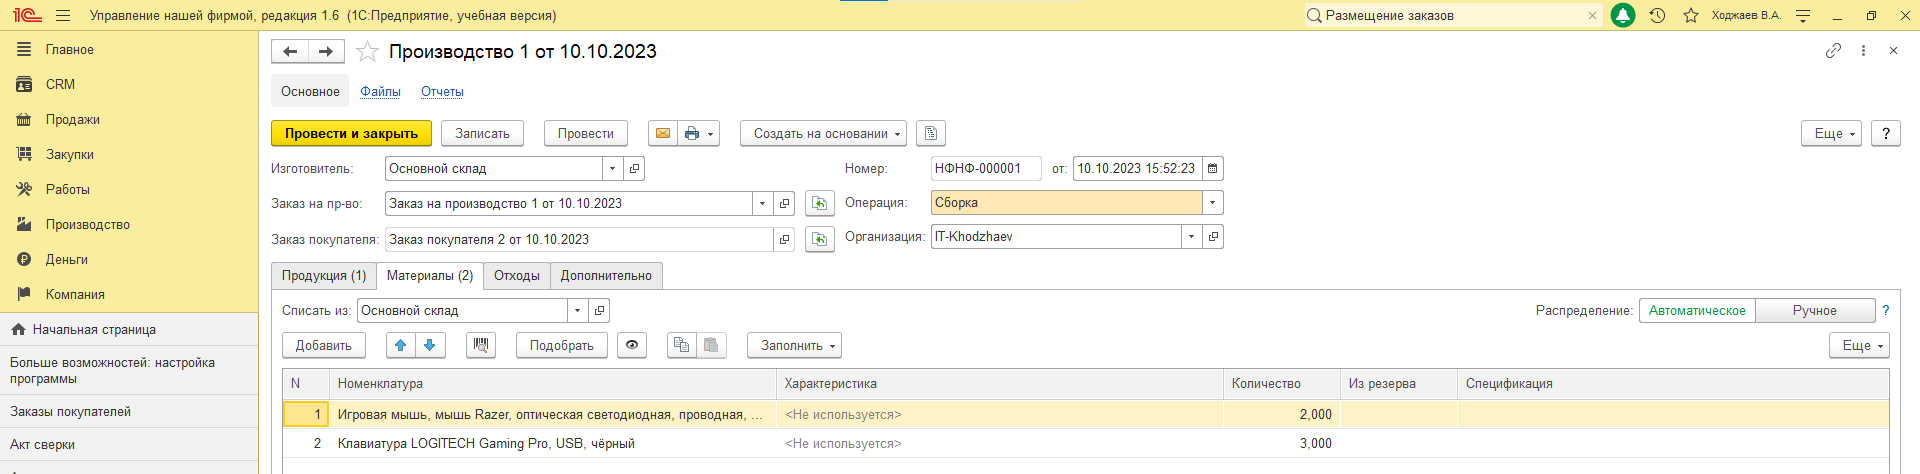 1С Управление нашей фирмой, редакция 1.6 (1С:Предприятие, учебная версия) Размещение заказов × Ходжаев В.А.
Главное
CRM
Продажи
Закупки
Работы
Производство
Деньги
Компания
Начальная страница
Больше возможностей: настройка
программы
Заказы покупателей
Акт сверки
Производство 1 от 10.10.2023
Основное Файлы Отчеты
Провести и закрыть Записать Провести Создать на основании Еще ?
Изготовитель: Основной склад Номер: НФНФ-000001 от: 10.10.2023 15:52:23
Заказ на пр-во: Заказ на производство 1 от 10.10.2023 Операция: Сборка
Заказ покупателя: Заказ покупателя 2 от 10.10.2023 Организация: IT-Khodzhaev
Продукция (1) Материалы (2) Отходы Дополнительно
Списать из: Основной склад Распределение: Автоматическое Ручное ?
Добавить Подобрать Заполнить Еще
N Номенклатура Характеристика Количество Из резерва Спецификация
1 Игровая мышь, мышь Razer, оптическая светодиодная, проводная, ... <Не используется> 2,000
2 Клавиатура LOGITECH Gaming Pro, USB, чёрный <Не используется> 3,000